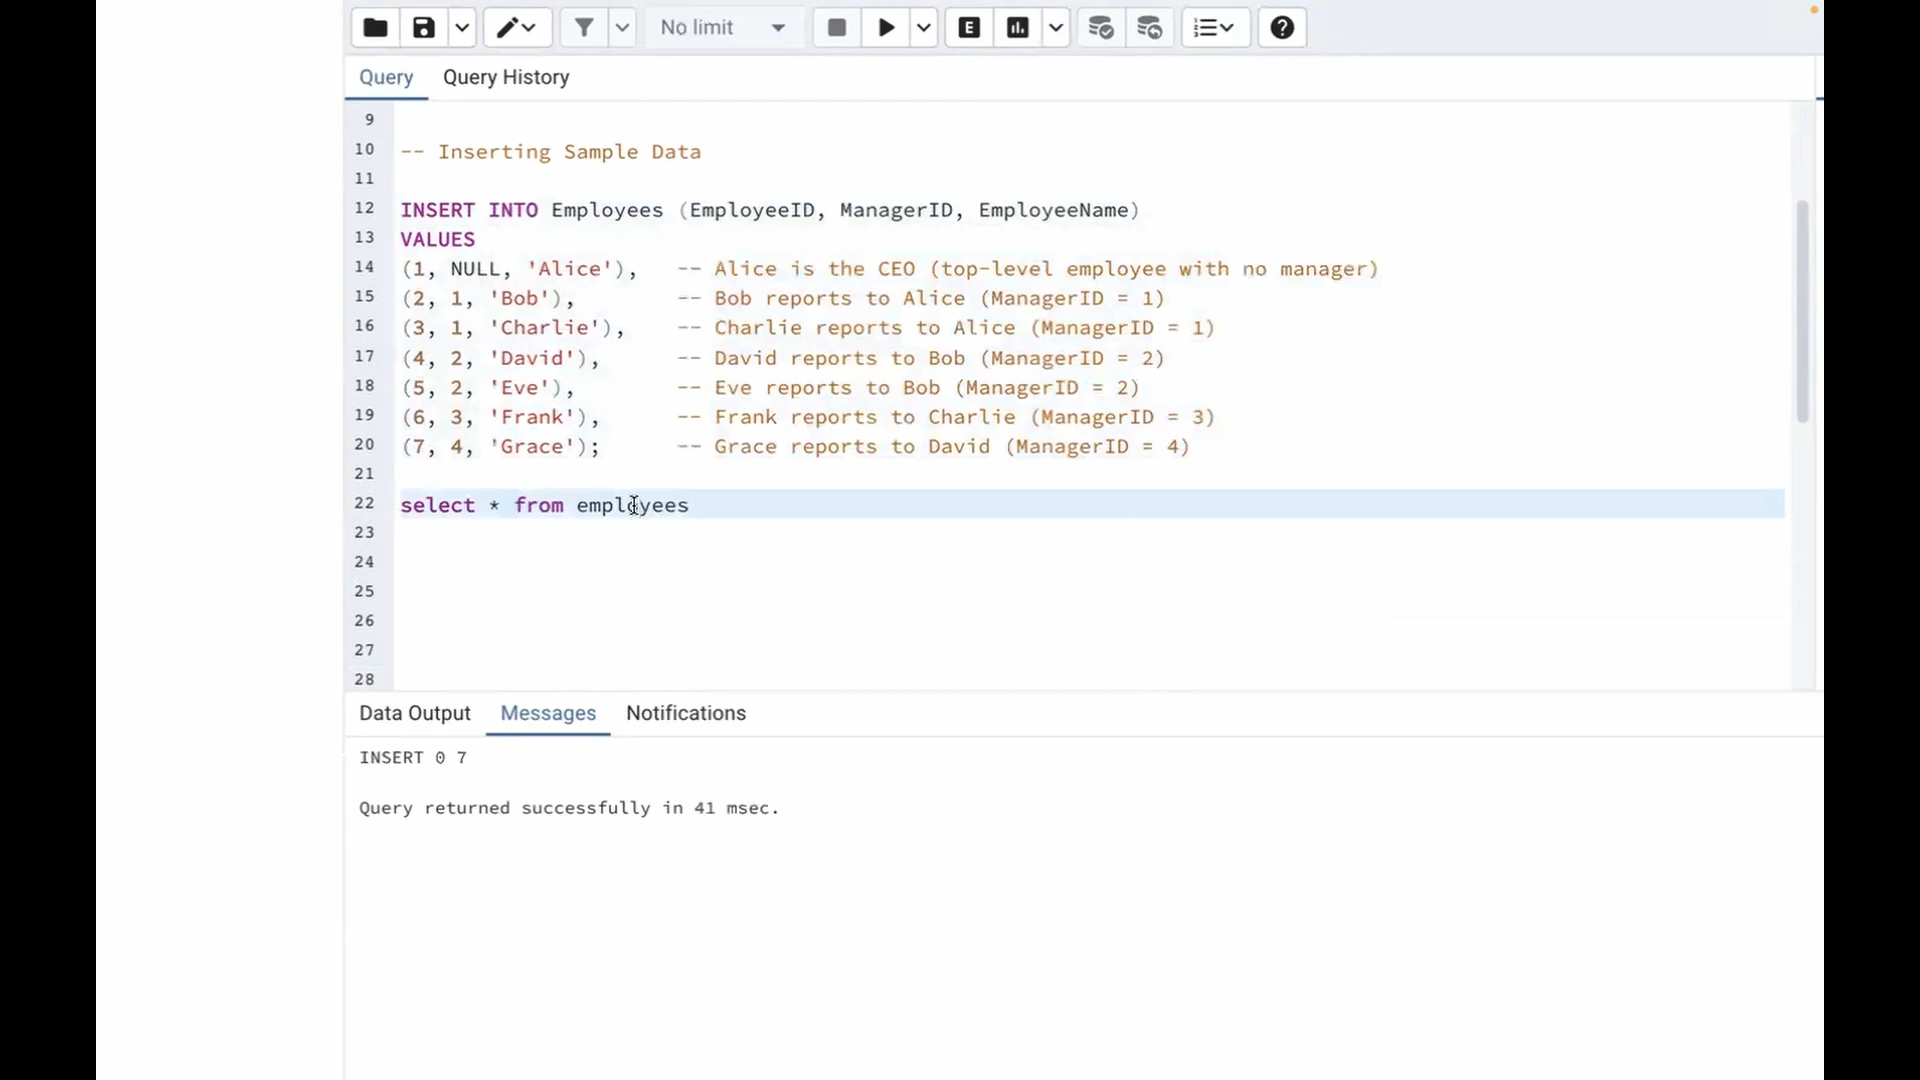 No limit
E
Query Query History
9
10 -- Inserting Sample Data
11
12 INSERT INTO Employees (EmployeeID, ManagerID, EmployeeName)
13 VALUES
14 (1, NULL, 'Alice'), -- Alice is the CEO (top-level employee with no manager)
15 (2, 1, 'Bob'), -- Bob reports to Alice (ManagerID = 1)
16 (3, 1, 'Charlie'), -- Charlie reports to Alice (ManagerID = 1)
17 (4, 2, 'David'), -- David reports to Bob (ManagerID = 2)
18 (5, 2, 'Eve'), -- Eve reports to Bob (ManagerID = 2)
19 (6, 3, 'Frank'), -- Frank reports to Charlie (ManagerID = 3)
20 (7, 4, 'Grace'); -- Grace reports to David (ManagerID = 4)
21
22 select * from employees
23
24
25
26
27
28
Data Output Messages Notifications
INSERT 0 7
Query returned successfully in 41 msec.